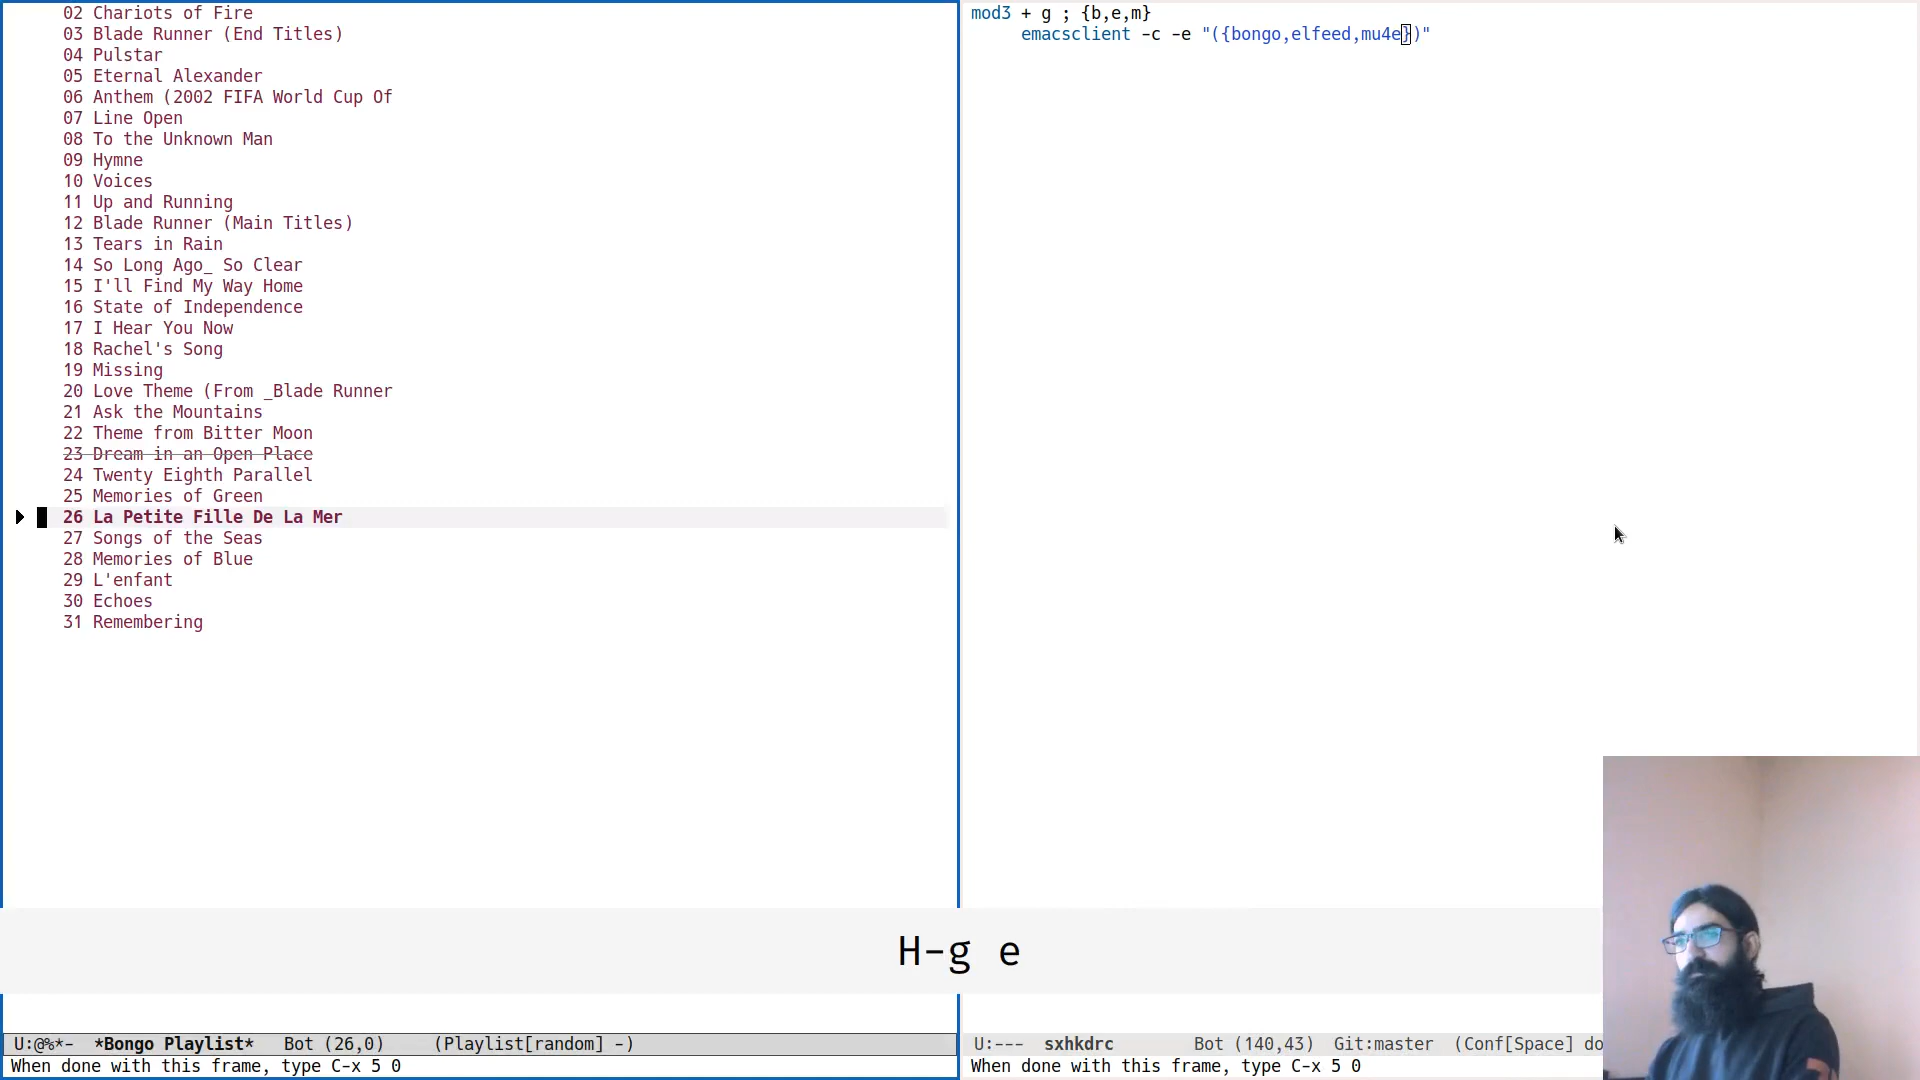 02 Chariots of Fire
03 Blade Runner (End Titles)
04 Pulstar
05 Eternal Alexander
06 Anthem (2002 FIFA World Cup Of
07 Line Open
08 To the Unknown Man
09 Hymne
10 Voices
11 Up and Running
12 Blade Runner (Main Titles)
13 Tears in Rain
14 So Long Ago_ So Clear
15 I'll Find My Way Home
16 State of Independence
17 I Hear You Now
18 Rachel's Song
19 Missing
20 Love Theme (From _Blade Runner
21 Ask the Mountains
22 Theme from Bitter Moon
23 Dream in an Open Place
24 Twenty Eighth Parallel
25 Memories of Green
26 La Petite Fille De La Mer
27 Songs of the Seas
28 Memories of Blue
29 L'enfant
30 Echoes
31 Remembering
U:@%*-  *Bongo Playlist*   Bot (26,0)     (Playlist[random] -)
When done with this frame, type C-x 5 0
mod3 + g ; {b,e,m}
emacsclient -c -e "({bongo,elfeed,mu4e})"
H-g e
U:---  sxhkdrc        Bot (140,43)  Git:master  (Conf[Space] do
When done with this frame, type C-x 5 0